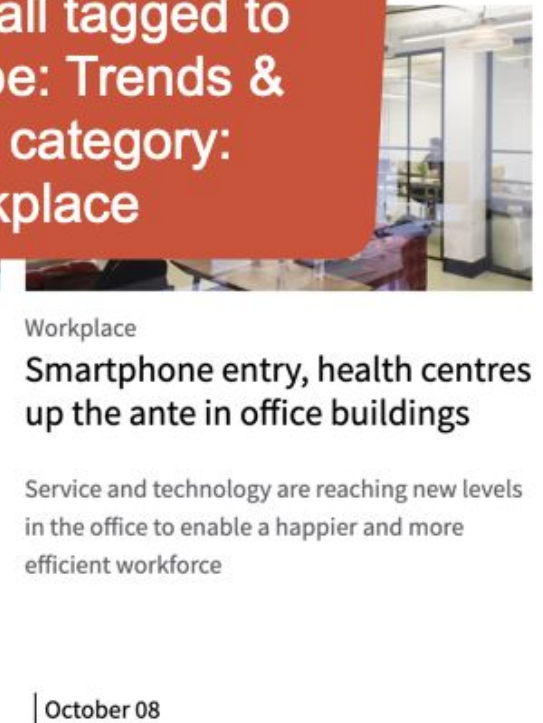 all tagged to
pe: Trends &
category:
kplace
Workplace
Smartphone entry, health centres
up the ante in office buildings
Service and technology are reaching new levels
in the office to enable a happier and more
efficient workforce
October 08